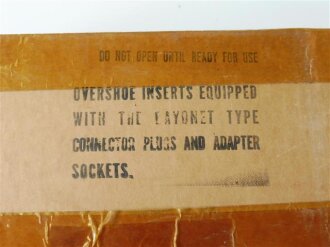 DO NOT OPEN UNTIL READY FOR USE
OVERSHOE INSERTS EQUIPPED
WITH THE BAYONET TYPE
CONNECTOR PLUGS AND ADAPTER
SOCKETS.